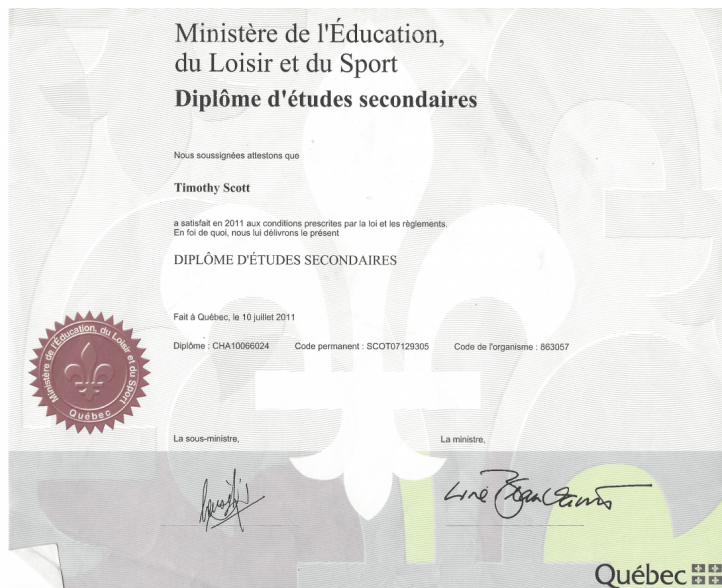 Ministère de l'Éducation,
du Loisir et du Sport
Diplôme d'études secondaires
Nous soussignées attestons que
Timothy Scott
a satisfait en 2011 aux conditions prescrites par la loi et les règlements.
En foi de quoi, nous lui délivrons le présent
DIPLÔME D'ÉTUDES SECONDAIRES
Fait à Québec, le 10 juillet 2011
Diplôme : CHA10066024 Code permanent : SCOT07129305 Code de l'organisme : 863057
Ministère de l'Éducation, du Loisir et du Sport
Québec
La sous-ministre, La ministre,
Line Beauchamp
Québec